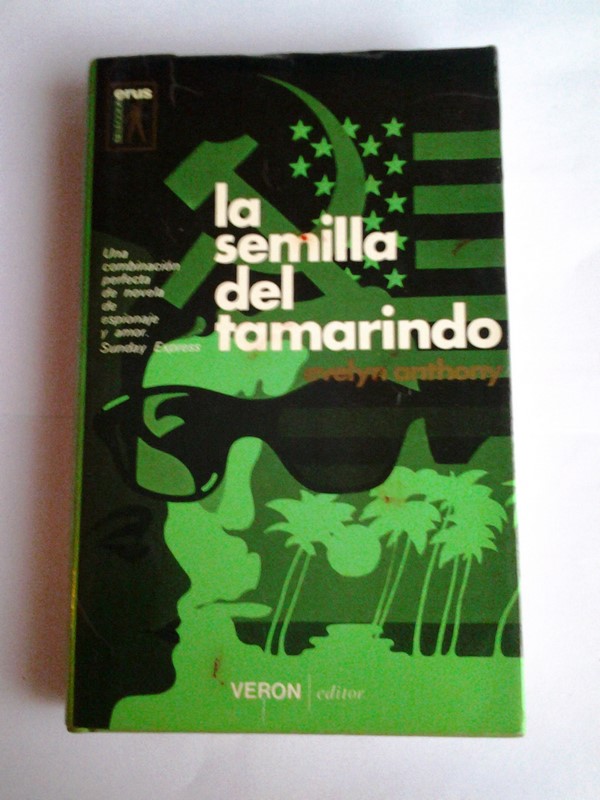 erus
la
semilla
del
tamarindo
Una
combinación
perfecta
de novela
de
espionaje
y amor.
Sunday Express
evelyn anthony
VERON editor